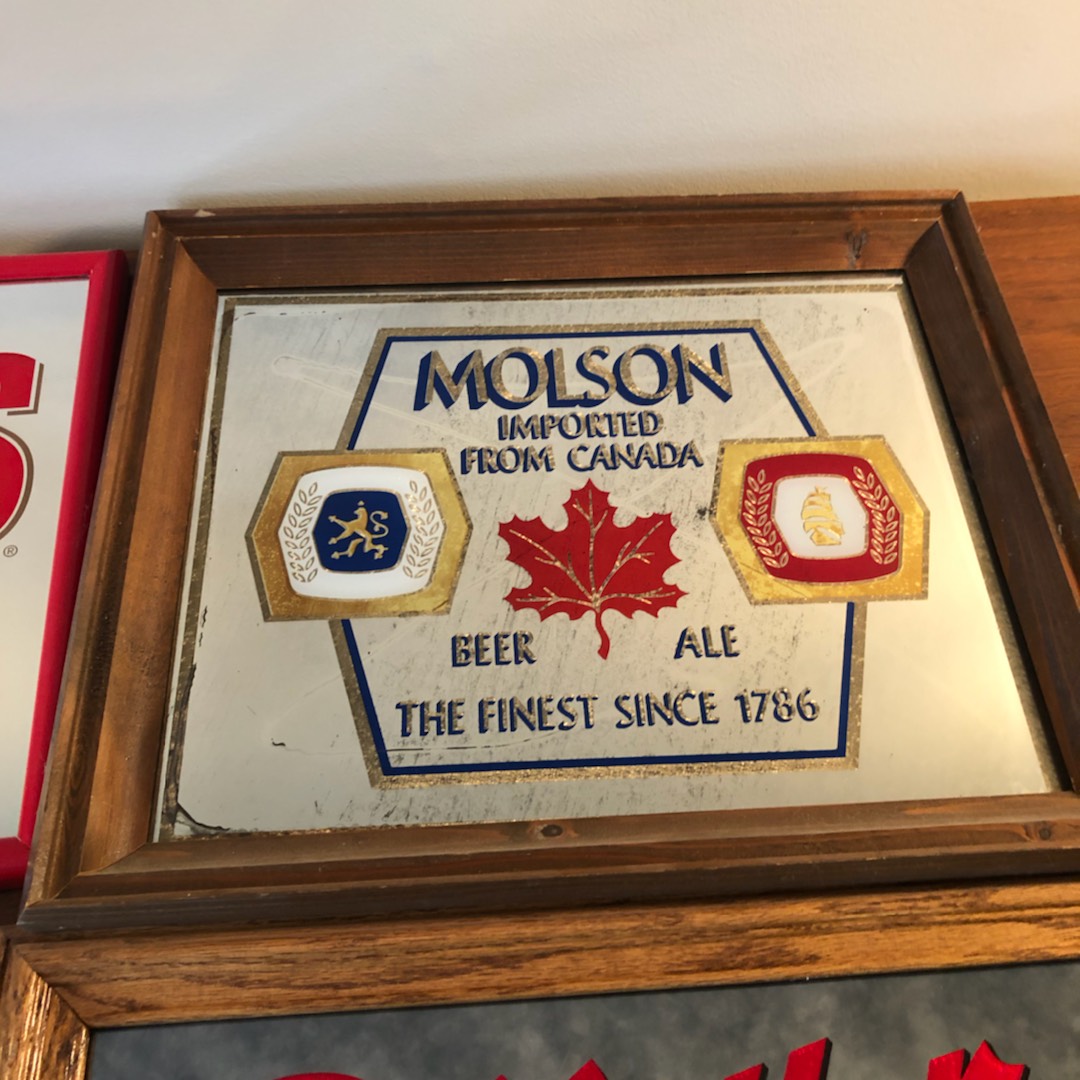 MOLSON
IMPORTED
FROM CANADA
BEER ALE
THE FINEST SINCE 1786
S
®